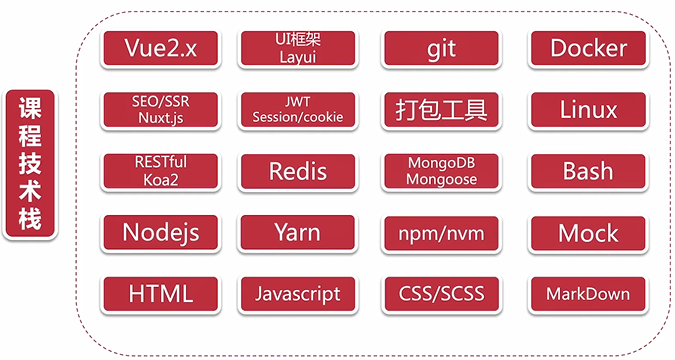 课程技术栈
Vue2.x
UI框架
Layui
git
Docker
SEO/SSR
Nuxt.js
JWT
Session/cookie
打包工具
Linux
RESTful
Koa2
Redis
MongoDB
Mongoose
Bash
Nodejs
Yarn
npm/nvm
Mock
HTML
Javascript
CSS/SCSS
MarkDown